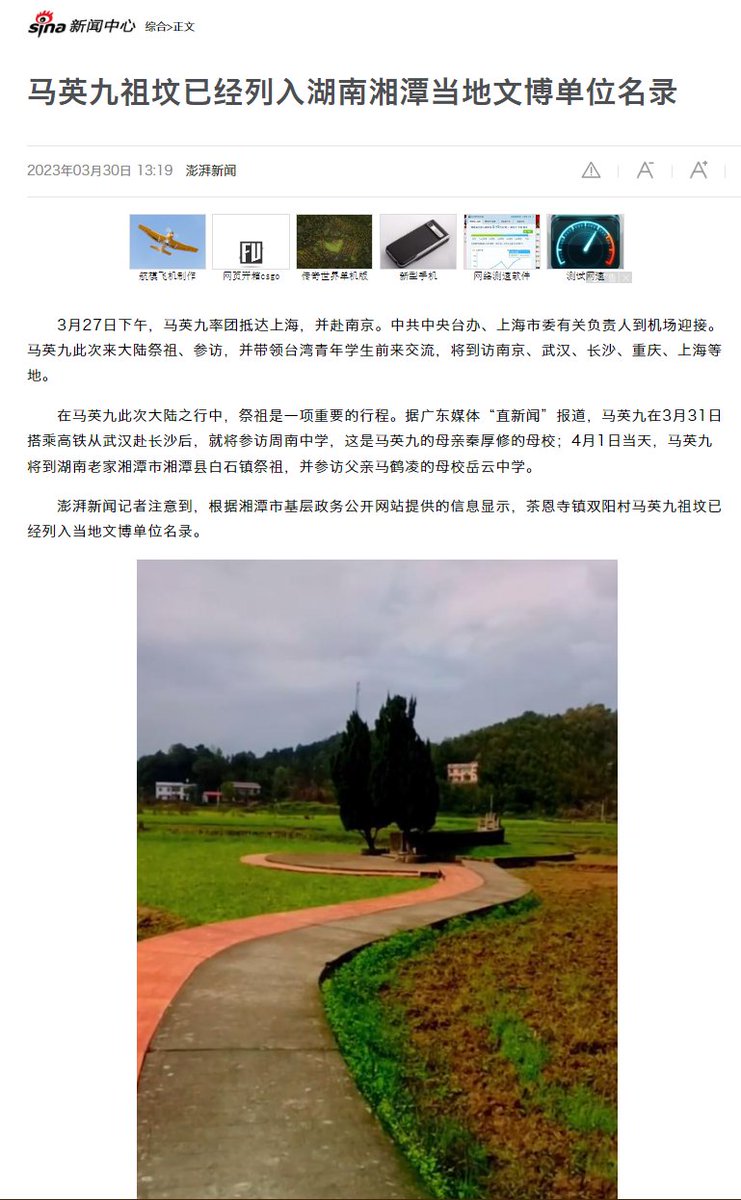 sina 新闻中心 综合>正文
马英九祖坟已经列入湖南湘潭当地文博单位名录
2023年03月30日 13:19 澎湃新闻
A- A+
FU
航模飞机制作 网页开箱csgo 传奇世界单机版 新型手机 网络测速软件 测试网速
3月27日下午，马英九率团抵达上海，并赴南京。中共中央台办、上海市委有关负责人到机场迎接。
马英九此次来大陆祭祖、参访，并带领台湾青年学生前来交流，将到访南京、武汉、长沙、重庆、上海等
地。
在马英九此次大陆之行中，祭祖是一项重要的行程。据广东媒体“直新闻”报道，马英九在3月31日
搭乘高铁从武汉赴长沙后，就将参访周南中学，这是马英九的母亲秦厚修的母校；4月1日当天，马英九
将到湖南老家湘潭市湘潭县白石镇祭祖，并参访父亲马鹤凌的母校岳云中学。
澎湃新闻记者注意到，根据湘潭市基层政务公开网站提供的信息显示，茶恩寺镇双阳村马英九祖坟已
经列入当地文博单位名录。